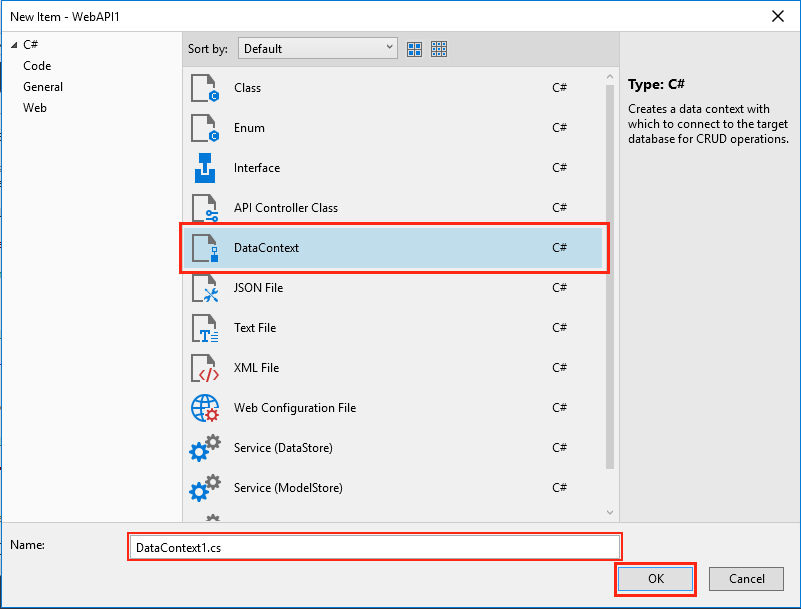 New Item - WebAPI1
C#
Code
General
Web
Sort by: Default
Class C#
Enum C#
Interface C#
API Controller Class C#
DataContext C#
JSON File C#
Text File C#
XML File C#
Web Configuration File C#
Service (DataStore) C#
Service (ModelStore) C#
Type: C#
Creates a data context with
which to connect to the target
database for CRUD operations.
Name: DataContext1.cs
OK Cancel